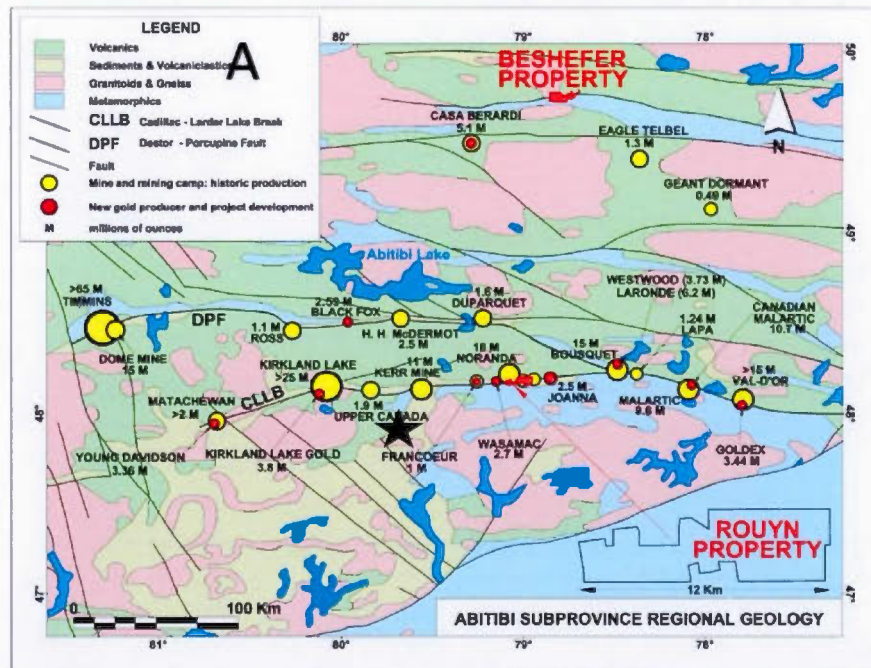 LEGEND
Volcanics
Sediments & Volcaniclastics
Granitoids & Gneiss
Metamorphics
CLLB Cadillac - Larder Lake Break
DPF Destor - Porcupine Fault
Fault
Mine and mining camp: historic production
New gold producer and project development
M millions of ounces
A
80°
79°
78°
50°
BESHEFER
PROPERTY
CASA BERARDI
5.1 M
EAGLE TELBEL
1.3 M
N
GEANT DORMANT
0.49 M
49°
Abitibi Lake
WESTWOOD (3.73 M)
LARONDE (6.2 M)
>65 M
TIMMINS
DPF
2.59 M
BLACK FOX
1.6 M
DUPARQUET
CANADIAN
MALARTIC
10.7 M
1.1 M
ROSS
H. H. McDERMOT
2.5 M
1.24 M
LAPA
DOME MINE
15 M
KIRKLAND LAKE
>25 M
11 M
KERR MINE
18 M
NORANDA
15 M
BOUSQUET
>15 M
VAL-D'OR
MATACHEWAN
>2 M
CLLB
1.9 M
UPPER CANADA
2.5 M
JOANNA
MALARTIC
9.6 M
48°
48°
YOUNG DAVIDSON
3.36 M
KIRKLAND LAKE GOLD
3.8 M
FRANCOEUR
1 M
WASAMAC
2.7 M
GOLDEX
3.44 M
ROUYN
PROPERTY
12 Km
47°
47°
0 100 Km
ABITIBI SUBPROVINCE REGIONAL GEOLOGY
81°
80°
79°
78°